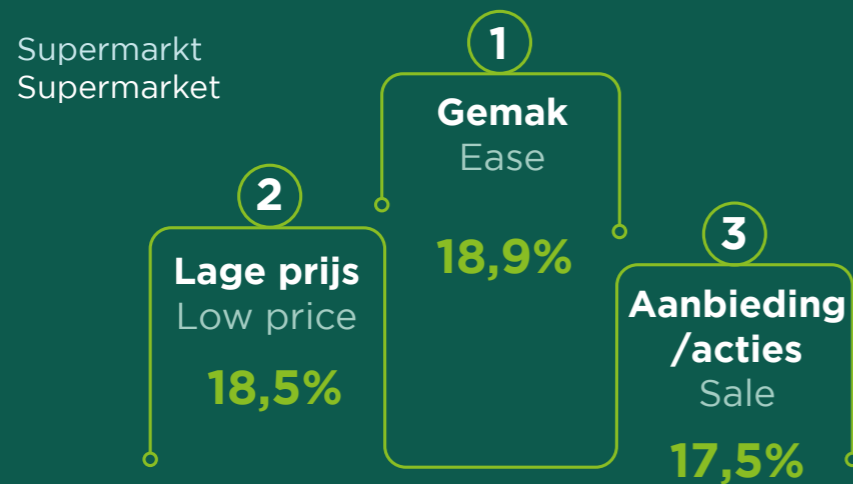 Supermarkt
Supermarket
1
Gemak
Ease
18,9%
2
Lage prijs
Low price
18,5%
3
Aanbieding
/acties
Sale
17,5%